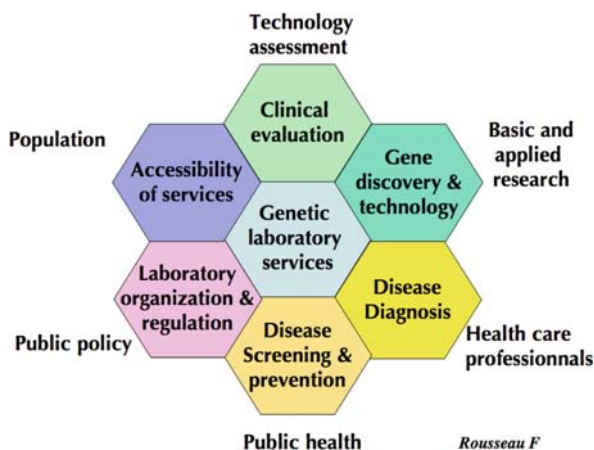 Technology
assessment
Clinical
evaluation
Population
Basic and
applied
research
Accessibility
of services
Gene
discovery &
technology
Genetic
laboratory
services
Laboratory
organization &
regulation
Disease
Diagnosis
Public policy
Disease
Screening &
prevention
Health care
professionnals
Public health
Rousseau F